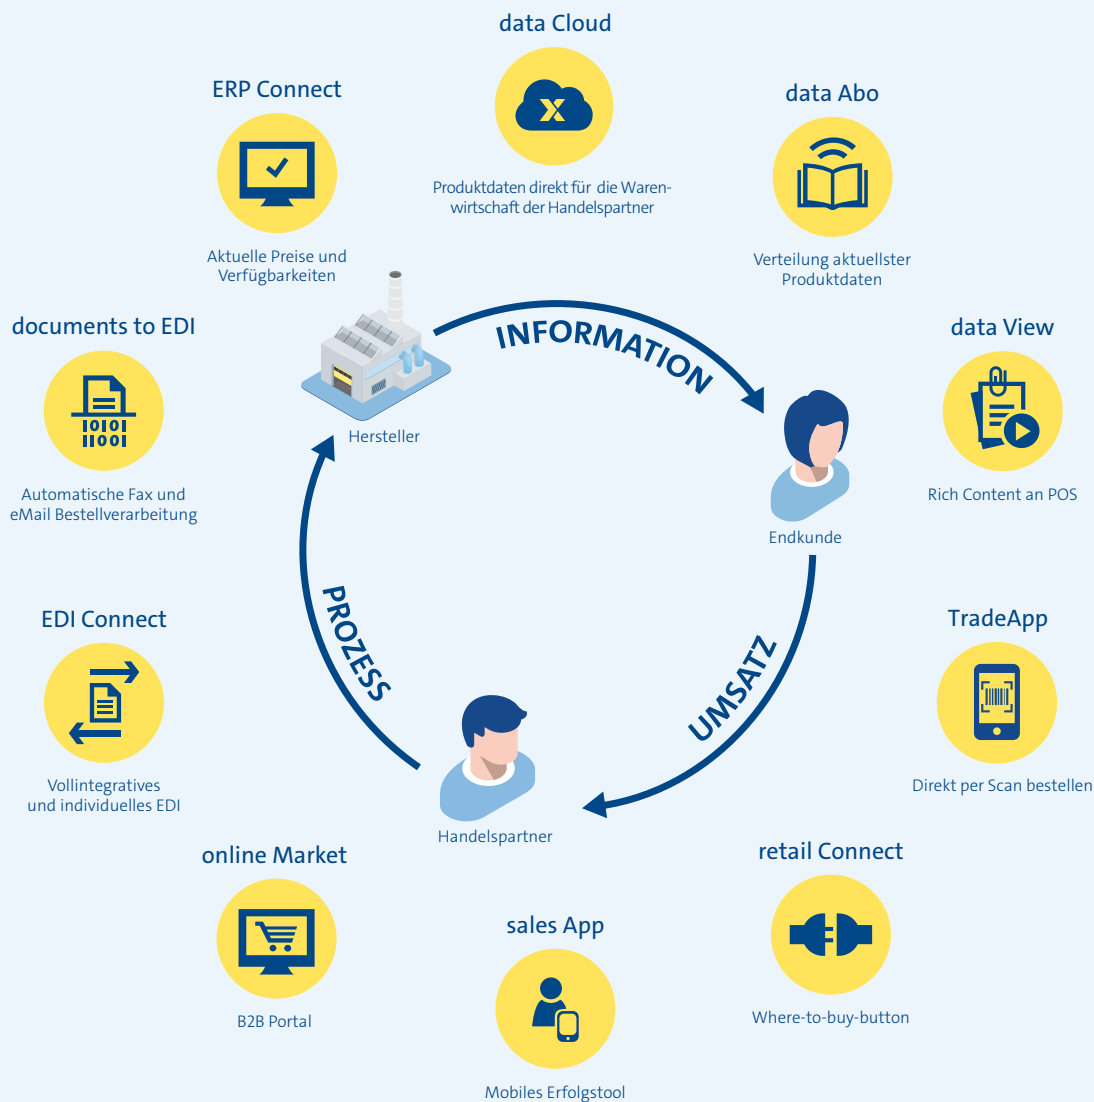 data Cloud
Produktdaten direkt für die Waren-
wirtschaft der Handelspartner
ERP Connect
Aktuelle Preise und
Verfügbarkeiten
data Abo
Verteilung aktuellster
Produktdaten
documents to EDI
10101
11001
Automatische Fax und
eMail Bestellverarbeitung
Hersteller
INFORMATION
data View
Rich Content an POS
Endkunde
EDI Connect
Vollintegratives
und individuelles EDI
PROZESS
UMSATZ
TradeApp
Direkt per Scan bestellen
Handelspartner
online Market
B2B Portal
sales App
Mobiles Erfolgstool
retail Connect
Where-to-buy-button